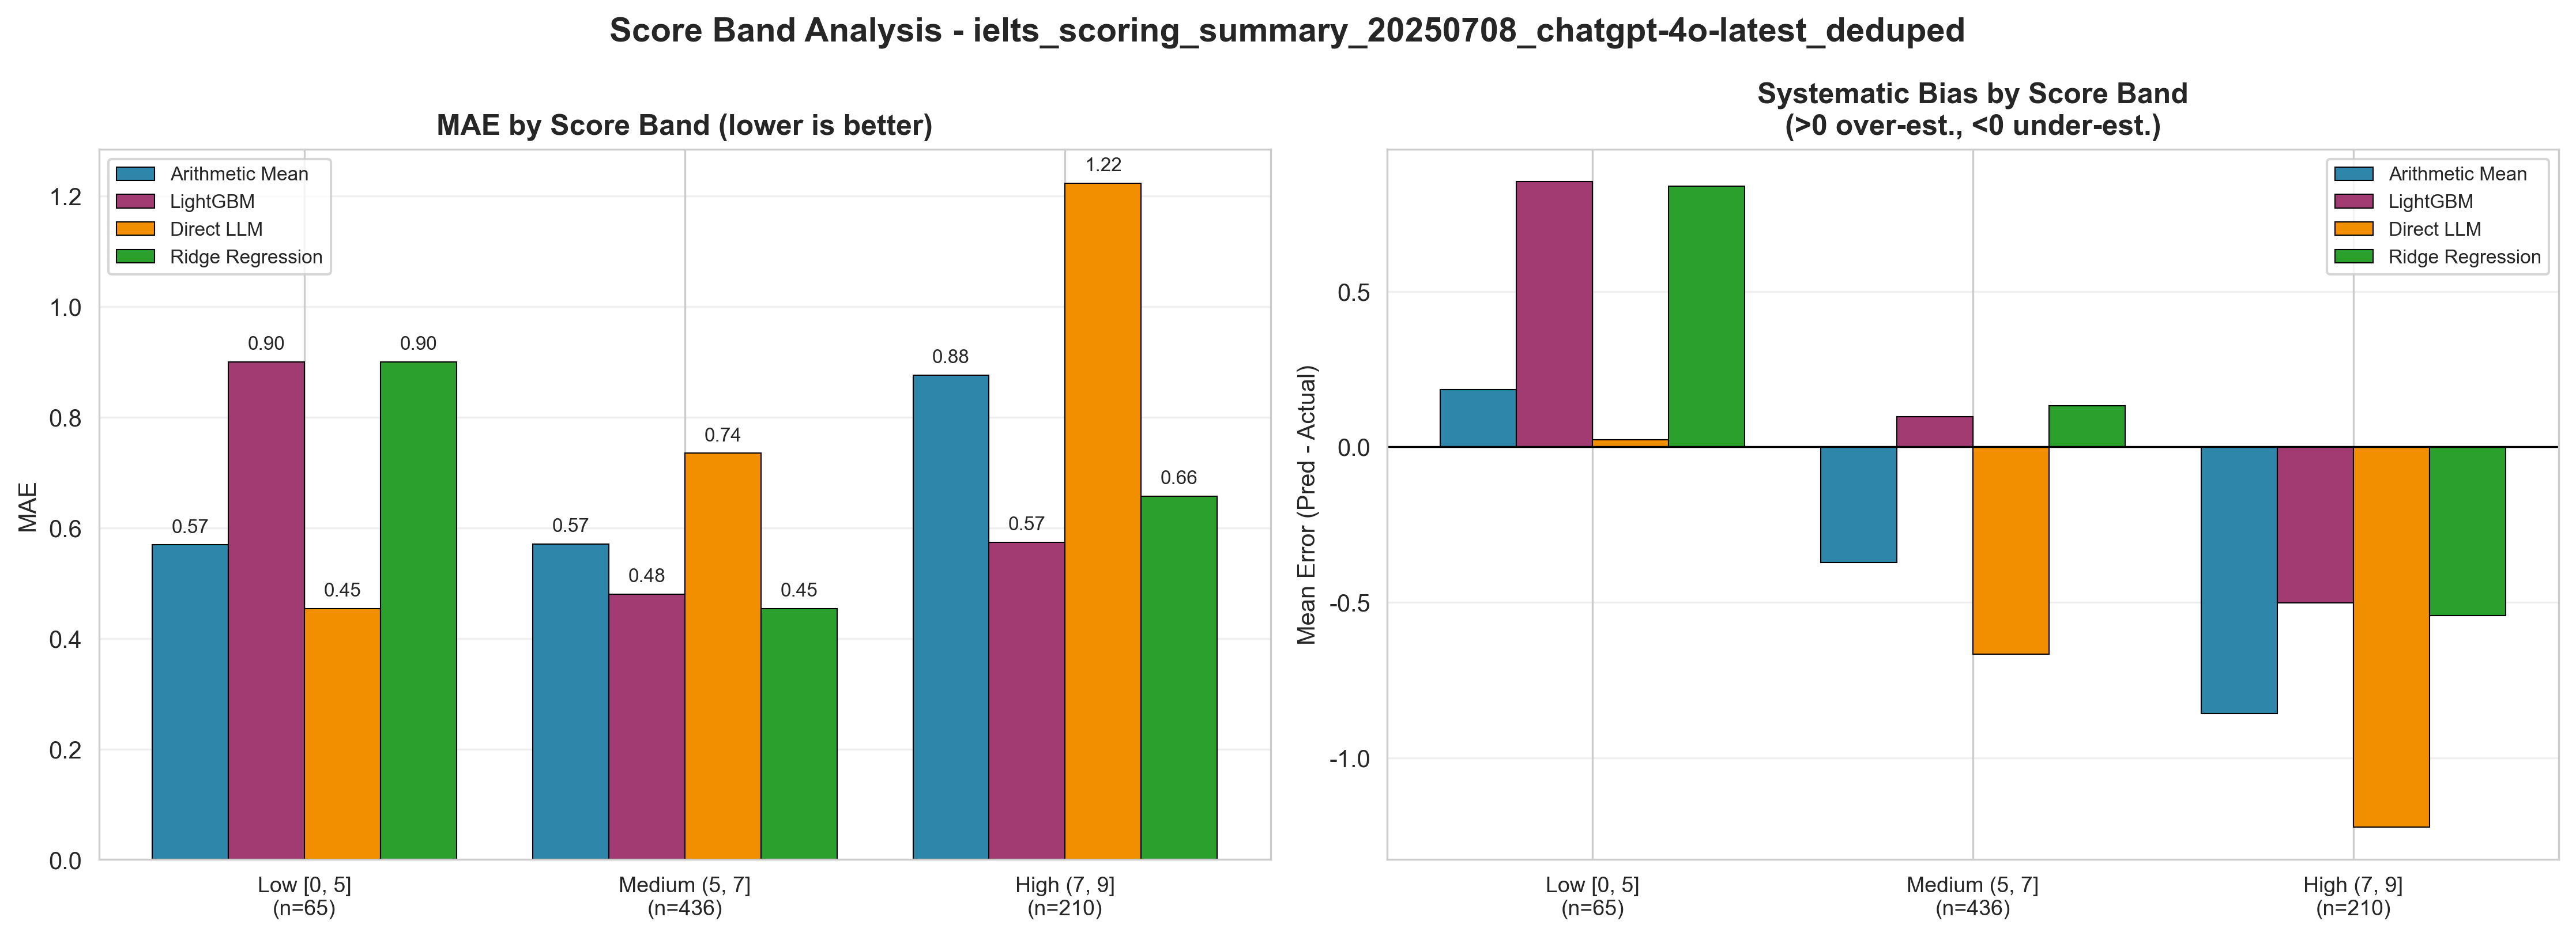 Score Band Analysis - ielts_scoring_summary_20250708_chatgpt-4o-latest_deduped
MAE by Score Band (lower is better)
Arithmetic Mean
LightGBM
Direct LLM
Ridge Regression
MAE
1.2
1.0
0.8
0.6
0.4
0.2
0.0
0.57
0.90
0.45
0.90
0.57
0.48
0.74
0.45
0.88
0.57
1.22
0.66
Low [0, 5]
(n=65)
Medium (5, 7]
(n=436)
High (7, 9]
(n=210)
Systematic Bias by Score Band
(>0 over-est., <0 under-est.)
Arithmetic Mean
LightGBM
Direct LLM
Ridge Regression
Mean Error (Pred - Actual)
0.5
0.0
-0.5
-1.0
Low [0, 5]
(n=65)
Medium (5, 7]
(n=436)
High (7, 9]
(n=210)